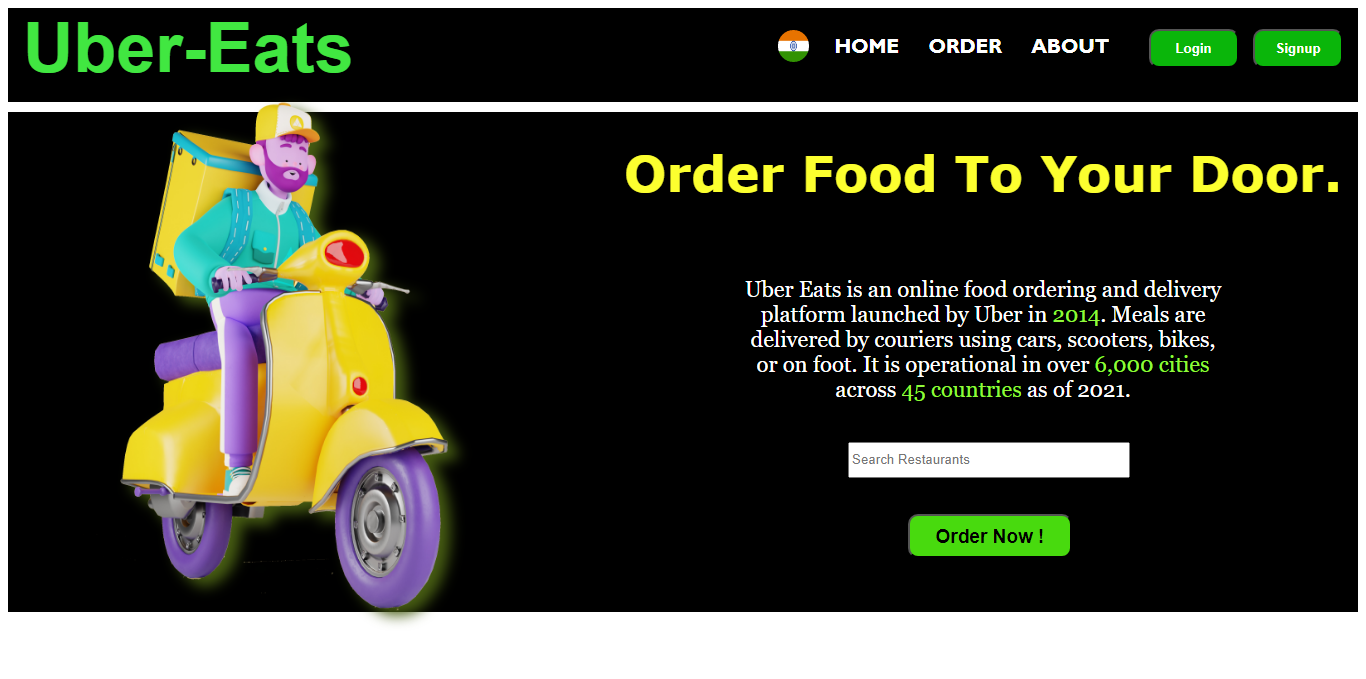 Uber-Eats
HOME ORDER ABOUT Login Signup
Order Food To Your Door.
Uber Eats is an online food ordering and delivery
platform launched by Uber in 2014. Meals are
delivered by couriers using cars, scooters, bikes,
or on foot. It is operational in over 6,000 cities
across 45 countries as of 2021.
Search Restaurants
Order Now !